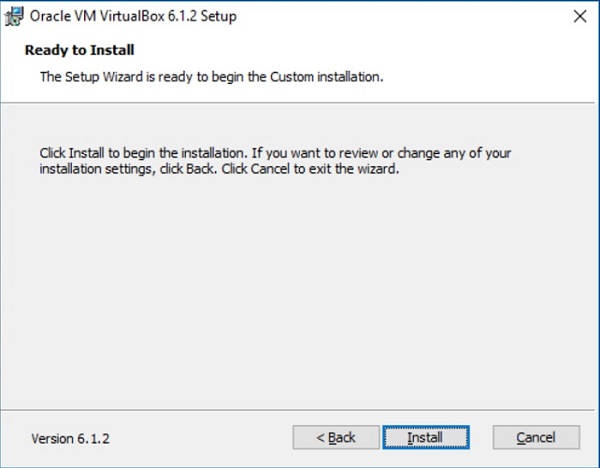 Oracle VM VirtualBox 6.1.2 Setup
Ready to Install
The Setup Wizard is ready to begin the Custom installation.
Click Install to begin the installation. If you want to review or change any of your
installation settings, click Back. Click Cancel to exit the wizard.
Version 6.1.2
< Back
Install
Cancel